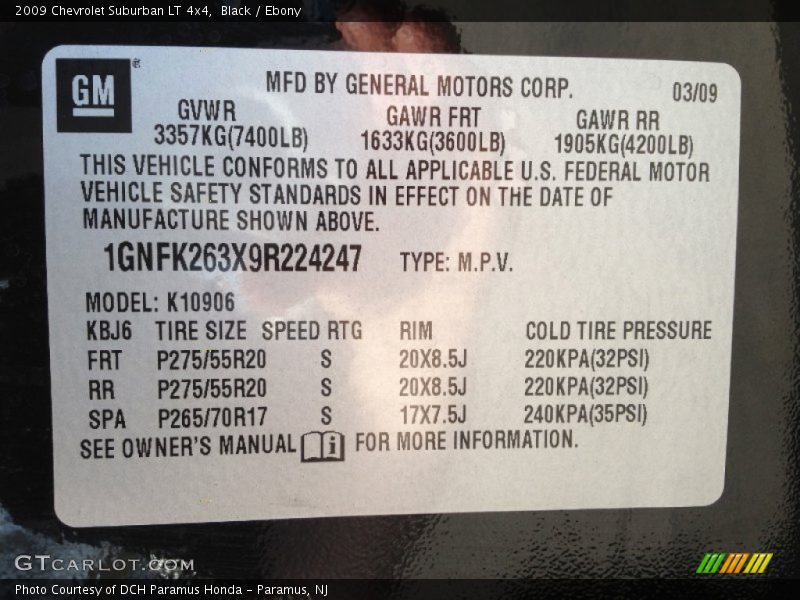 2009 Chevrolet Suburban LT 4x4, Black / Ebony
GM®
MFD BY GENERAL MOTORS CORP.
03/09
GVWR GAWR FRT GAWR RR
3357KG(7400LB) 1633KG(3600LB) 1905KG(4200LB)
THIS VEHICLE CONFORMS TO ALL APPLICABLE U.S. FEDERAL MOTOR
VEHICLE SAFETY STANDARDS IN EFFECT ON THE DATE OF
MANUFACTURE SHOWN ABOVE.
1GNFK263X9R224247 TYPE: M.P.V.
MODEL: K10906
KBJ6 TIRE SIZE SPEED RTG RIM COLD TIRE PRESSURE
FRT P275/55R20 S 20X8.5J 220KPA(32PSI)
RR P275/55R20 S 20X8.5J 220KPA(32PSI)
SPA P265/70R17 S 17X7.5J 240KPA(35PSI)
SEE OWNER'S MANUAL i FOR MORE INFORMATION.
GTCARLOT.COM
Photo Courtesy of DCH Paramus Honda - Paramus, NJ